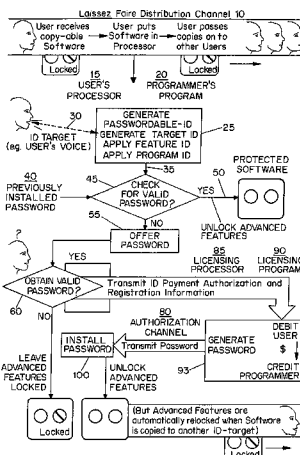 Laissez Faire Distribution Channel 10
User receives copy-able Software
User puts Software in Processor
User passes copies on to other Users
Locked
Locked
15
USER'S
PROCESSOR
20
PROGRAMMER'S
PROGRAM
30
ID TARGET
(eg. USER'S VOICE)
GENERATE
PASSWORDABLE-ID
GENERATE TARGET ID
APPLY FEATURE ID
APPLY PROGRAM ID
25
35
40
PREVIOUSLY
INSTALLED
PASSWORD
45
CHECK
FOR VALID
PASSWORD?
YES
50
PROTECTED
SOFTWARE
UNLOCK ADVANCED
FEATURES
NO
55
OFFER
PASSWORD
?
YES
OBTAIN VALID
PASSWORD?
60
NO
85
LICENSING
PROCESSOR
90
LICENSING
PROGRAM
Transmit ID Payment Authorization and
Registration Information
80
AUTHORIZATION
CHANNEL
Transmit Password
GENERATE
PASSWORD
93
DEBIT
USER
$
CREDIT
PROGRAMMER
INSTALL
PASSWORD
100
LEAVE
ADVANCED
FEATURES
LOCKED
UNLOCK
ADVANCED
FEATURES
Locked
(But Advanced Features are
automatically relocked when Software
is copied to another ID-target)
Locked